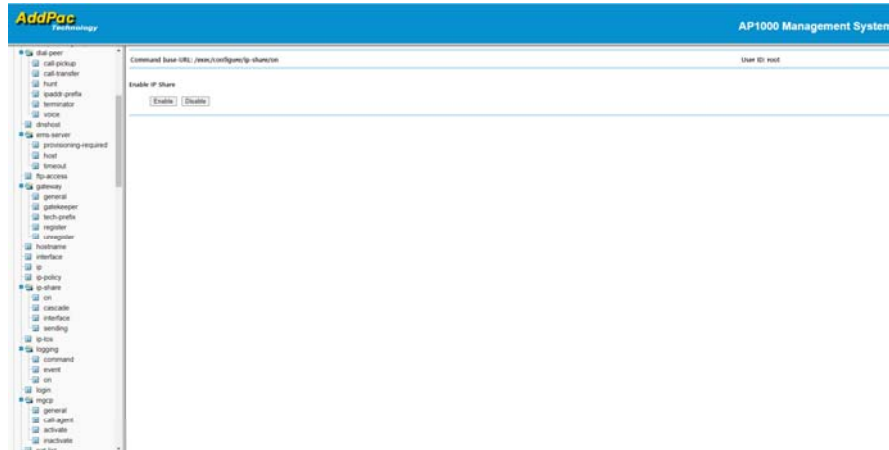 AddPac
Technology
AP1000 Management System
dial-peer
call-pickup
call-transfer
hunt
ipaddr-prefix
terminator
voice
dnshost
ems-server
provisioning-required
host
timeout
ftp-access
gateway
general
gatekeeper
tech-prefix
register
unregister
hostname
interface
ip
ip-policy
ip-share
on
cascade
interface
sending
ip-tos
logging
command
event
on
login
mgcp
general
call-agent
activate
inactivate
Command base-URL: /exec/configure/ip-share/on
User ID: root
Enable IP Share
Enable Disable